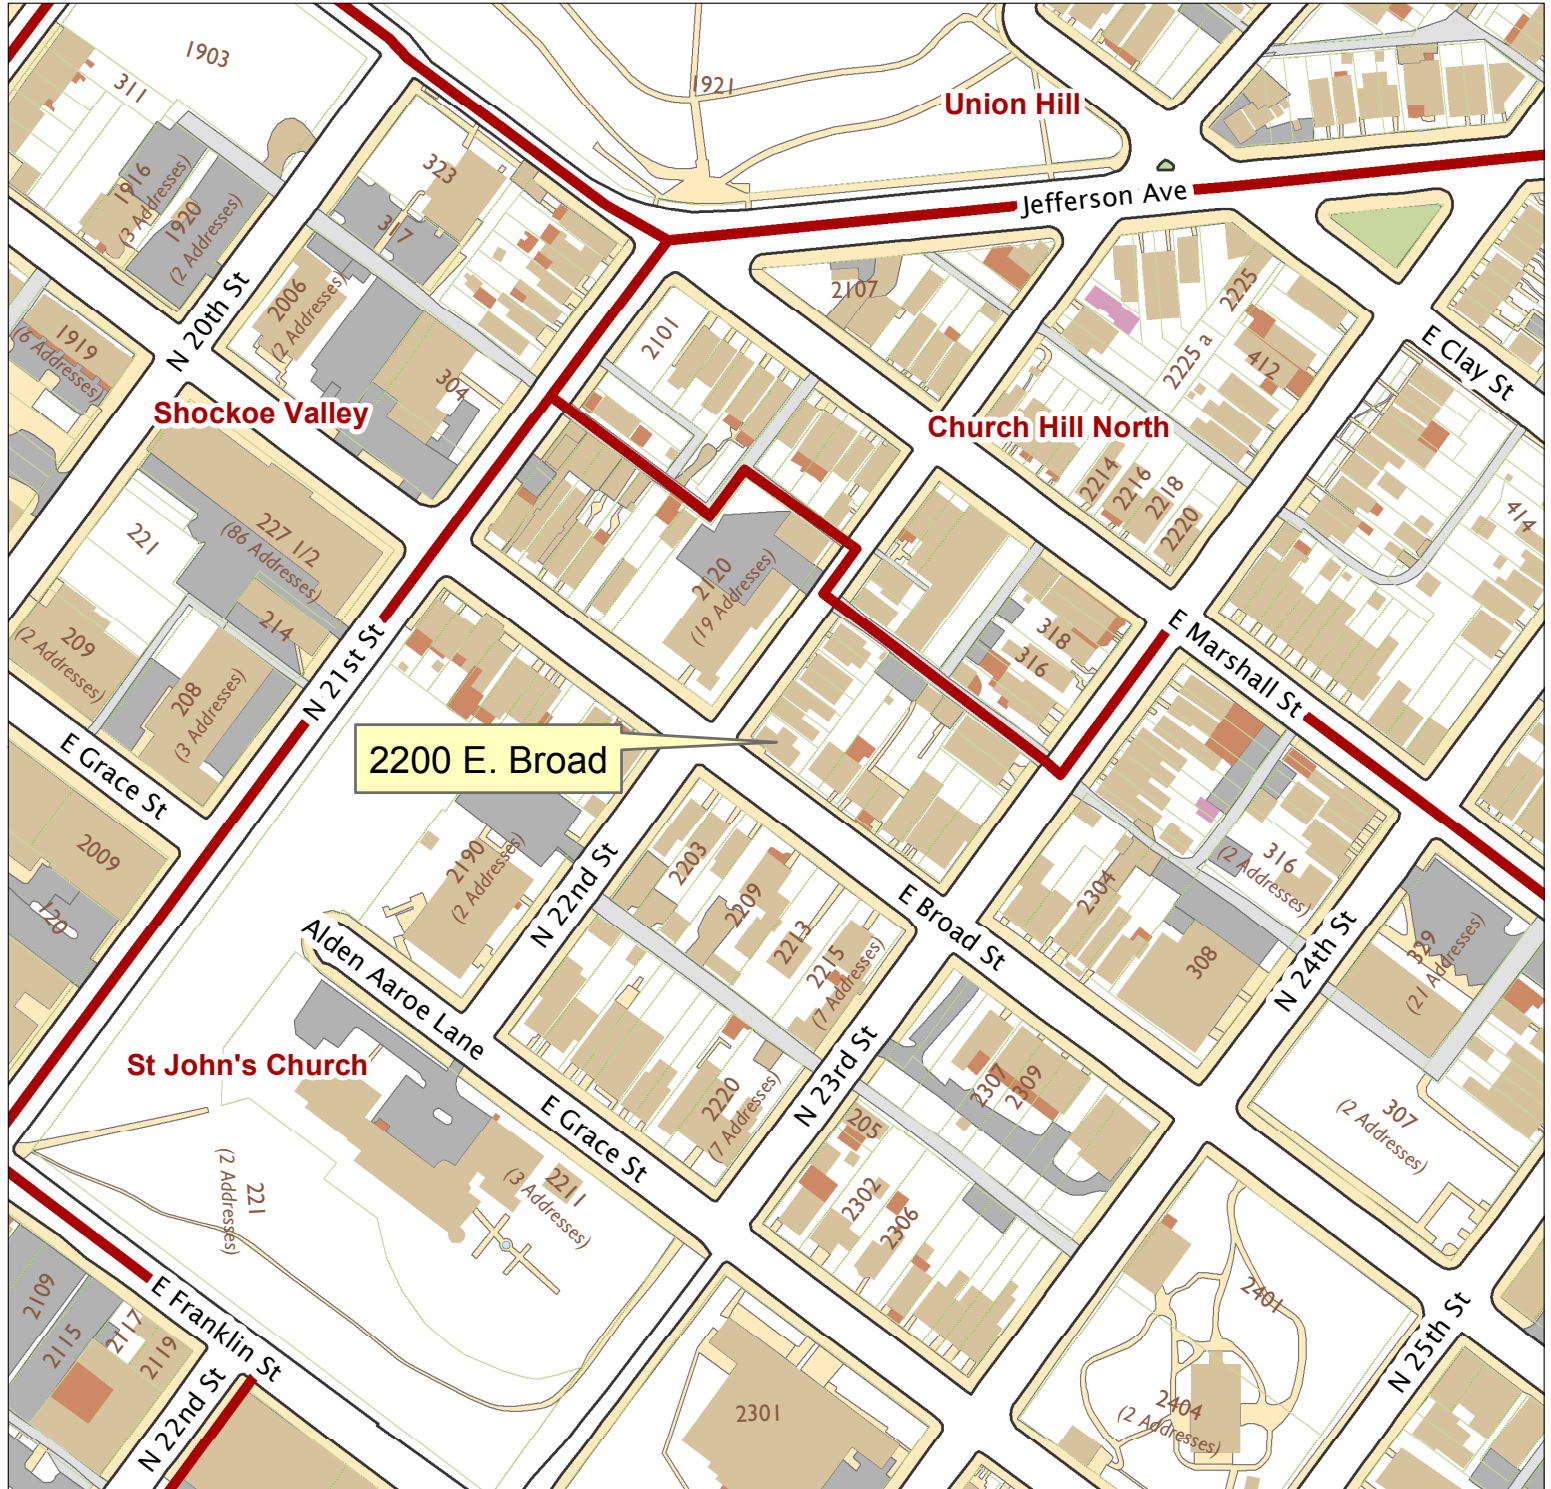 1903
311
1921
Union Hill
1916
(3 Addresses)
1920
(2 Addresses)
323
317
Jefferson Ave
N 20th St
2006
(2 Addresses)
2107
2225
2225 a
412
E Clay St
1919
(6 Addresses)
2101
304
Shockoe Valley
Church Hill North
2214
2216
2218
2220
414
221
227 1/2
(86 Addresses)
214
209
(2 Addresses)
208
(3 Addresses)
N 21st St
2120
(19 Addresses)
318
316
E Marshall St
2200 E. Broad
E Grace St
2009
120
2190
(2 Addresses)
N 22nd St
2203
2209
2213
2215
(7 Addresses)
E Broad St
2304
316
(2 Addresses)
308
N 24th St
329
(21 Addresses)
Alden Aaroe Lane
St John's Church
E Grace St
2220
(7 Addresses)
N 23rd St
2307
2309
307
(2 Addresses)
205
2302
2306
221
(2 Addresses)
2211
(3 Addresses)
2109
2115
2117
2119
E Franklin St
N 22nd St
2301
2401
2404
(2 Addresses)
N 25th St